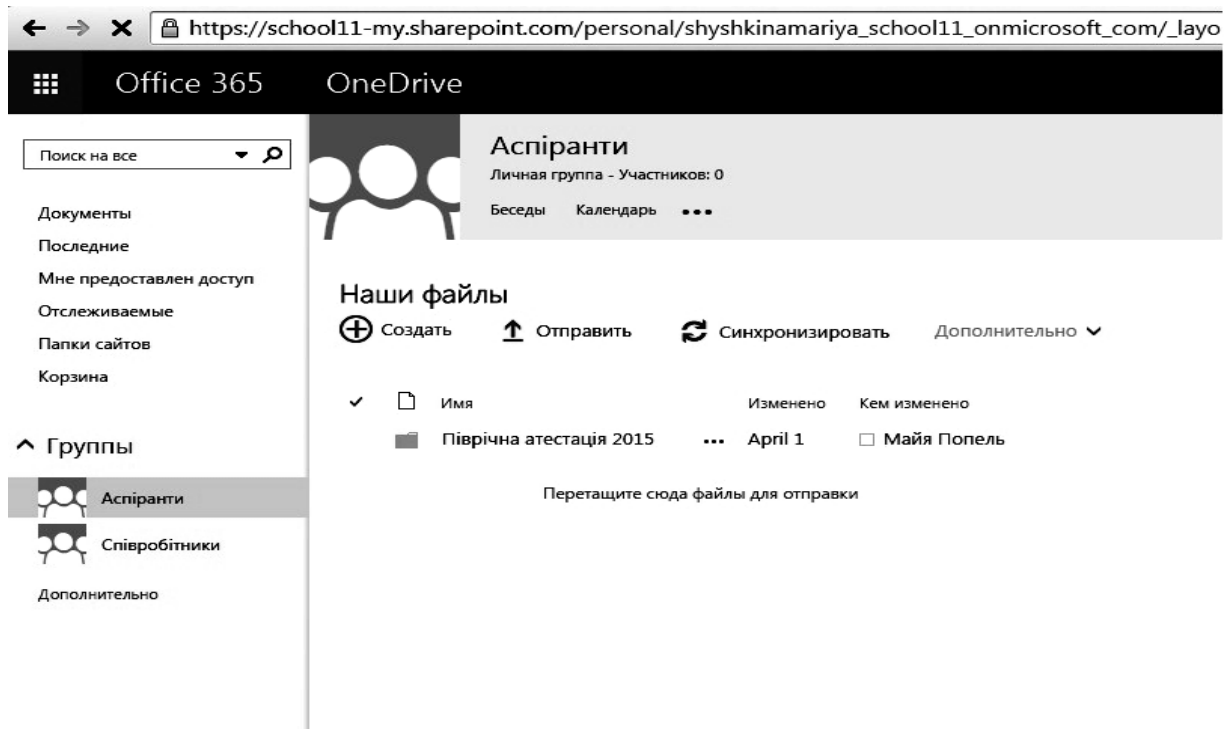 https://school11-my.sharepoint.com/personal/shyshkinamariya_school11_onmicrosoft_com/_layo
Office 365 OneDrive
Поиск на все
Документы
Последние
Мне предоставлен доступ
Отслеживаемые
Папки сайтов
Корзина
Группы
Аспіранти
Співробітники
Дополнительно
Аспіранти
Личная группа - Участников: 0
Беседы Календарь •••
Наши файлы
Создать Отправить Синхронизировать Дополнительно
Имя Изменено Кем изменено
Піврічна атестація 2015 ••• April 1 Майя Попель
Перетащите сюда файлы для отправки